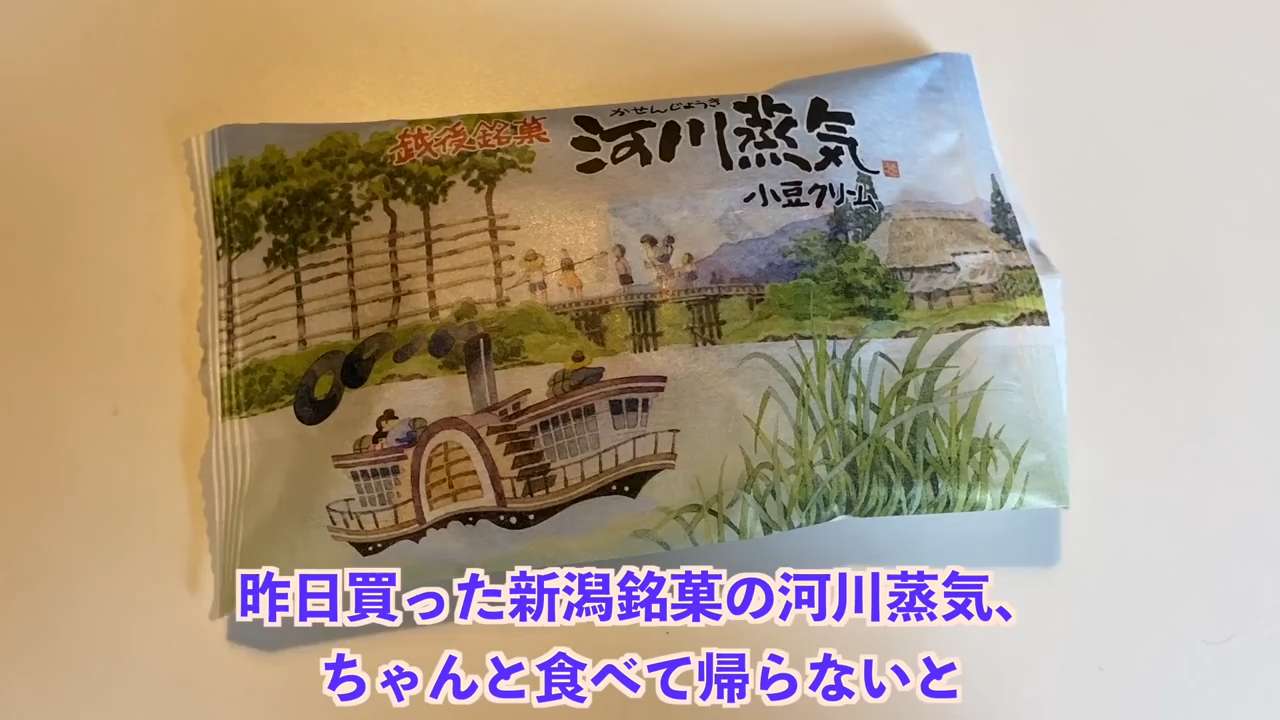 越後銘菓
かせんじょうき
河川蒸気
小豆クリーム
昨日買った新潟銘菓の河川蒸気、
ちゃんと食べて帰らないと